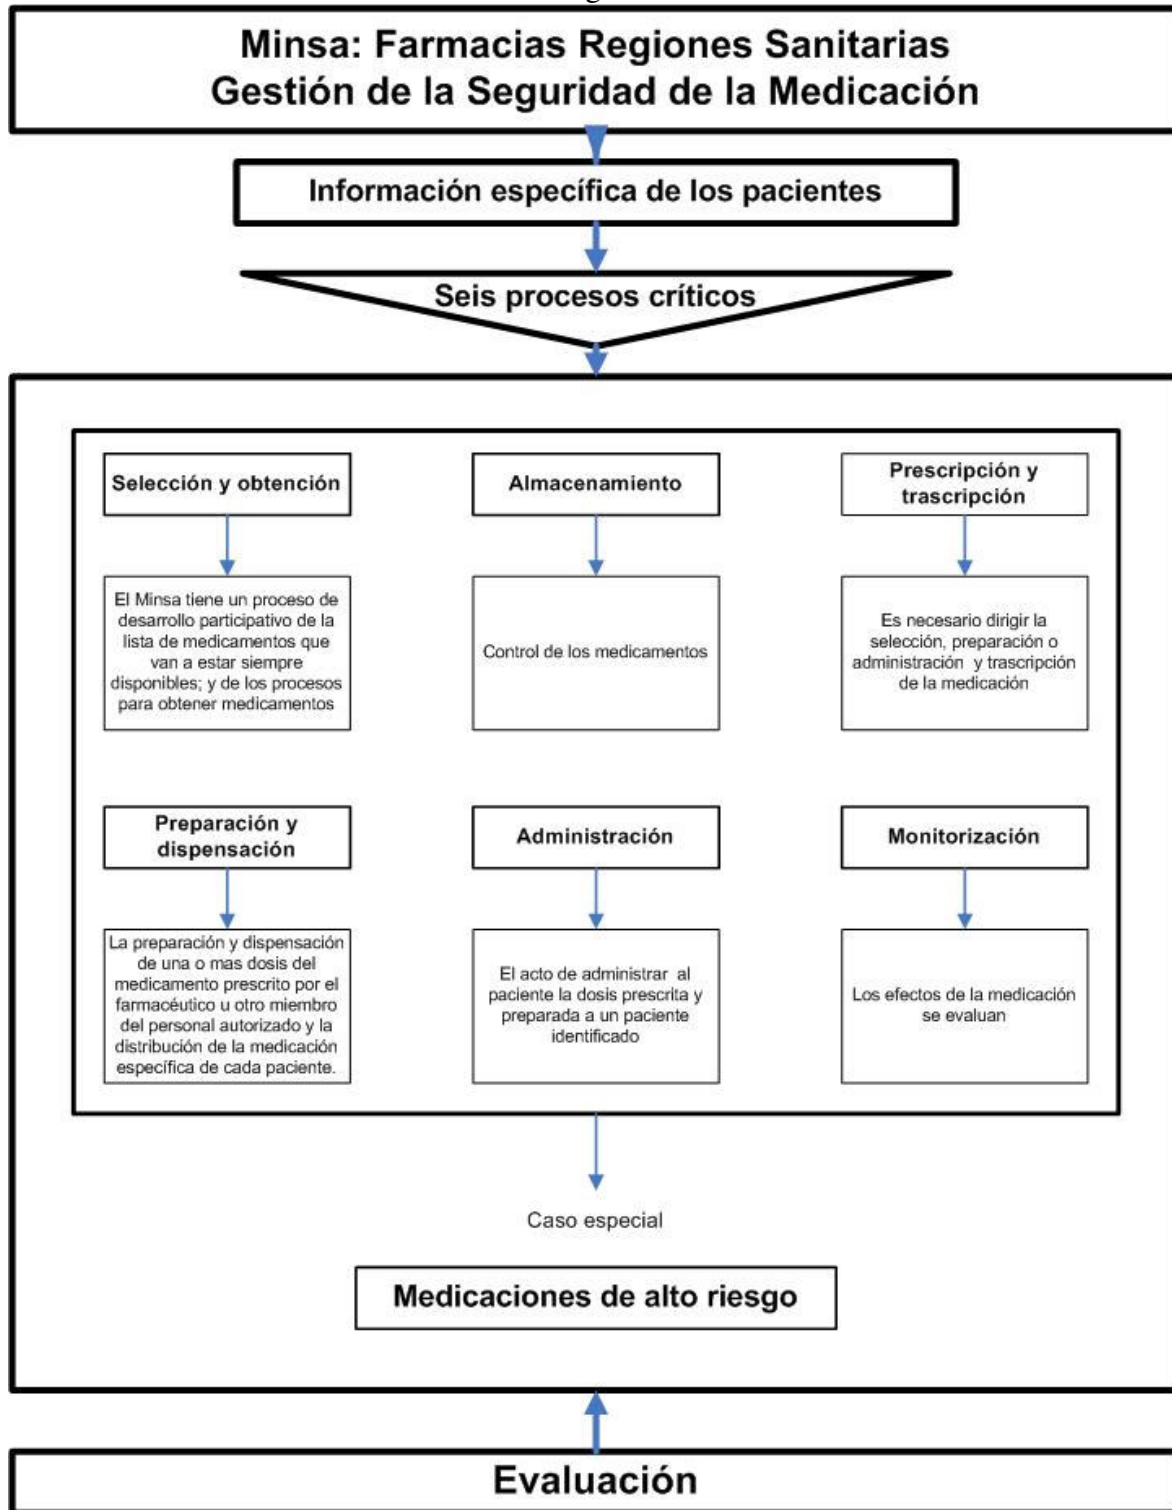 Minsa: Farmacias Regiones Sanitarias
Gestión de la Seguridad de la Medicación
Información específica de los pacientes
Seis procesos críticos
Selección y obtención
El Minsa tiene un proceso de
desarrollo participativo de la
lista de medicamentos que
van a estar siempre
disponibles; y de los procesos
para obtener medicamentos
Almacenamiento
Control de los medicamentos
Prescripción y
trascripción
Es necesario dirigir la
selección, preparación o
administración y trascripción
de la medicación
Preparación y
dispensación
La preparación y dispensación
de una o mas dosis del
medicamento prescrito por el
farmacéutico u otro miembro
del personal autorizado y la
distribución de la medicación
específica de cada paciente.
Administración
El acto de administrar al
paciente la dosis prescrita y
preparada a un paciente
identificado
Monitorización
Los efectos de la medicación
se evaluan
Caso especial
Medicaciones de alto riesgo
Evaluación